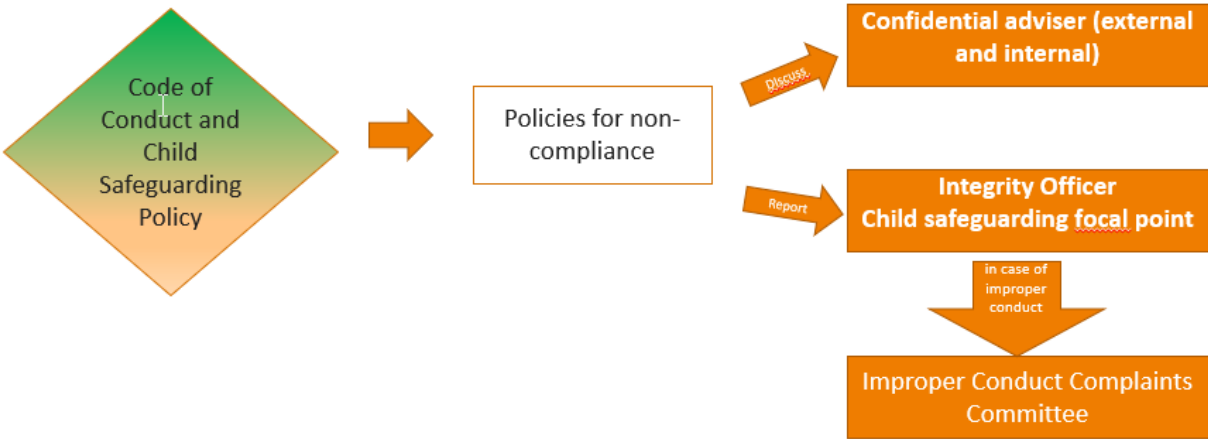 Code of
Conduct and
Child
Safeguarding
Policy
Policies for non-
compliance
Discuss
Confidential adviser (external
and internal)
Report
Integrity Officer
Child safeguarding focal point
in case of
improper
conduct
Improper Conduct Complaints
Committee